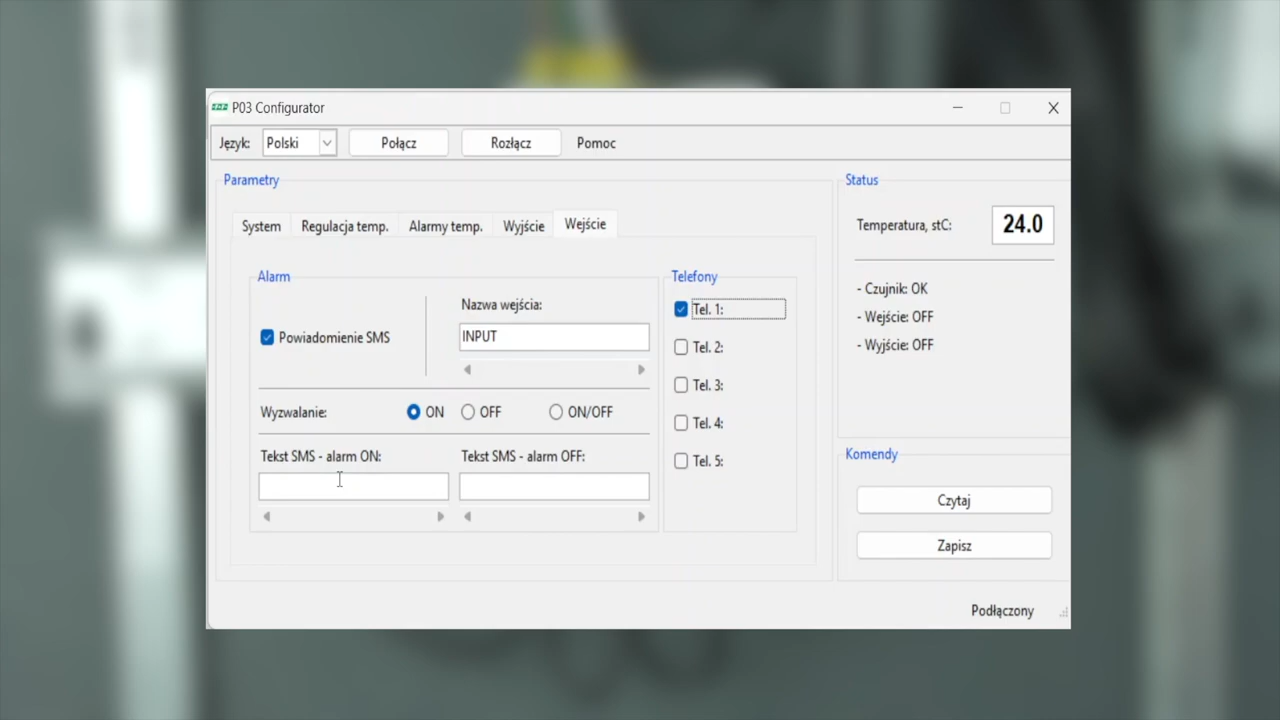 P03 Configurator
Język: Polski Połącz Rozłącz Pomoc
Parametry
System Regulacja temp. Alarmy temp. Wyjście Wejście
Alarm
Powiadomienie SMS
Nazwa wejścia:
INPUT
Wyzwalanie: ON OFF ON/OFF
Tekst SMS - alarm ON: Tekst SMS - alarm OFF:
Telefony
Tel. 1:
Tel. 2:
Tel. 3:
Tel. 4:
Tel. 5:
Status
Temperatura, stC: 24.0
- Czujnik: OK
- Wejście: OFF
- Wyjście: OFF
Komendy
Czytaj
Zapisz
Podłączony